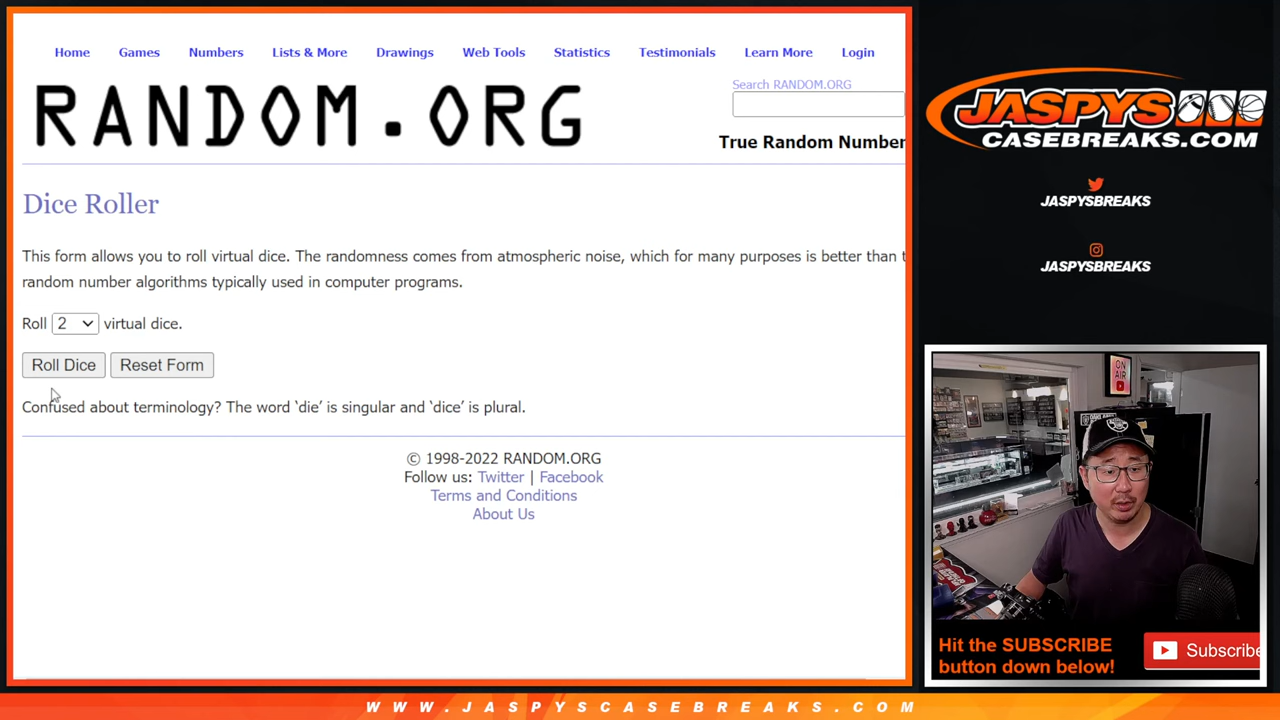 Home Games Numbers Lists & More Drawings Web Tools Statistics Testimonials Learn More Login
RANDOM.ORG
Search RANDOM.ORG
True Random Number
Dice Roller
This form allows you to roll virtual dice. The randomness comes from atmospheric noise, which for many purposes is better than t
random number algorithms typically used in computer programs.
Roll 2 virtual dice.
Roll Dice Reset Form
Confused about terminology? The word ‘die’ is singular and ‘dice’ is plural.
© 1998-2022 RANDOM.ORG
Follow us: Twitter | Facebook
Terms and Conditions
About Us
JASPYS
CASEBREAKS.COM
JASPYSBREAKS
JASPYSBREAKS
ON
AIR
Hit the SUBSCRIBE
button down below!
Subscribe
WWW.JASPYSCASEBREAKS.COM